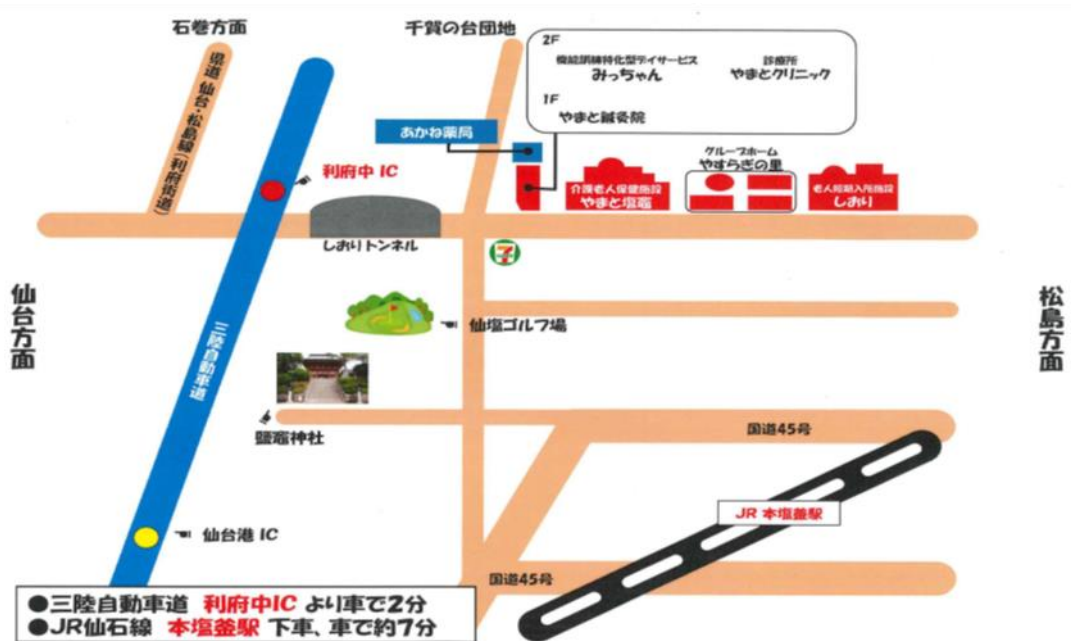 石巻方面
千賀の台団地
2F
機能訓練特化型デイサービス
みっちゃん
診療所
やまとクリニック
1F
やまと鍼灸院
県道 仙台・松島線(利府街道)
あかね薬局
利府中 IC
グループホーム
やすらぎの里
介護老人保健施設
やまと塩竈
老人短期入所施設
しおり
しおりトンネル
7
仙台方面
松島方面
三陸自動車道
仙塩ゴルフ場
鹽竈神社
国道45号
JR 本塩釜駅
仙台港 IC
国道45号
●三陸自動車道 利府中IC より車で2分
●JR仙石線 本塩釜駅 下車、車で約7分